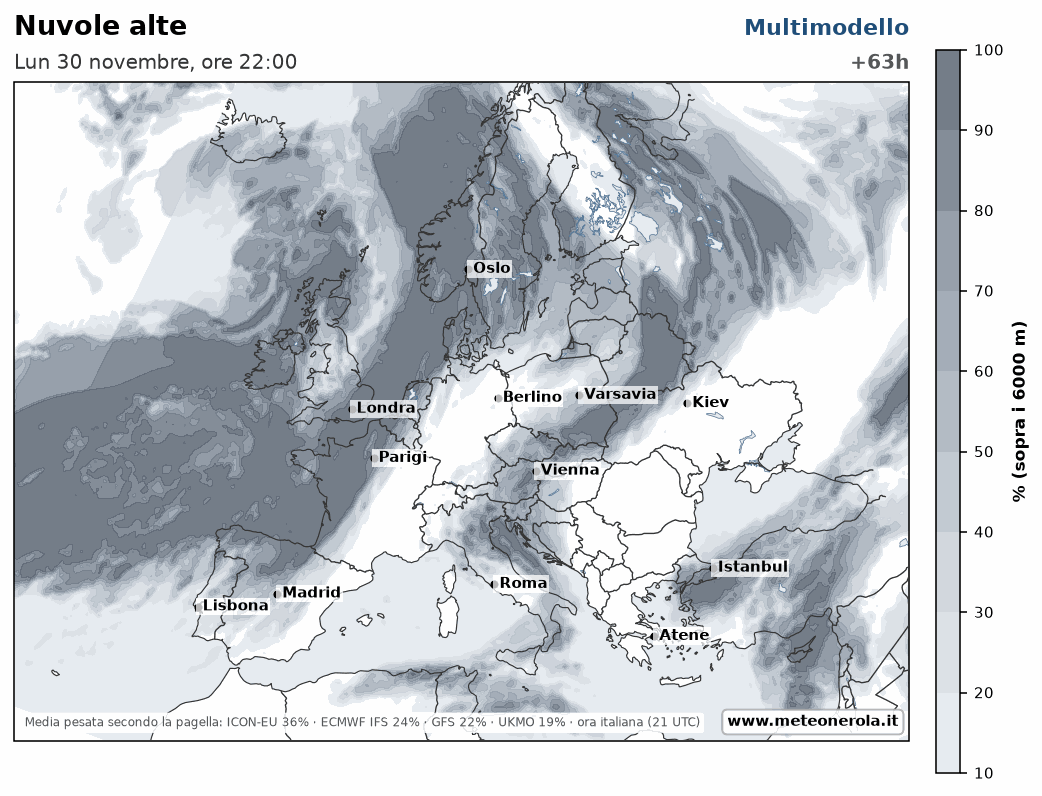 Nuvole alte
Multimodello
Lun 30 novembre, ore 22:00
+63h
100
90
80
70
60
50
40
30
20
10
% (sopra i 6000 m)
Oslo
Berlino
Varsavia
Kiev
Londra
Parigi
Vienna
Istanbul
Roma
Madrid
Lisbona
Atene
Media pesata secondo la pagella: ICON-EU 36% · ECMWF IFS 24% · GFS 22% · UKMO 19% · ora italiana (21 UTC)
www.meteonerola.it